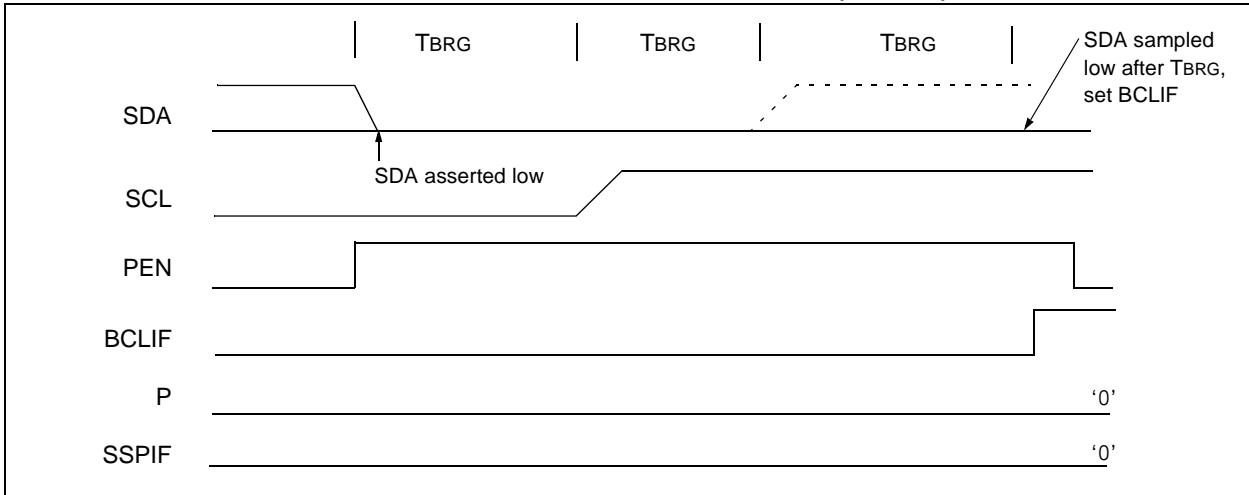 TBRG TBRG TBRG
SDA sampled
low after TBRG,
set BCLIF
SDA
SDA asserted low
SCL
PEN
BCLIF
P
‘0’
SSPIF
‘0’